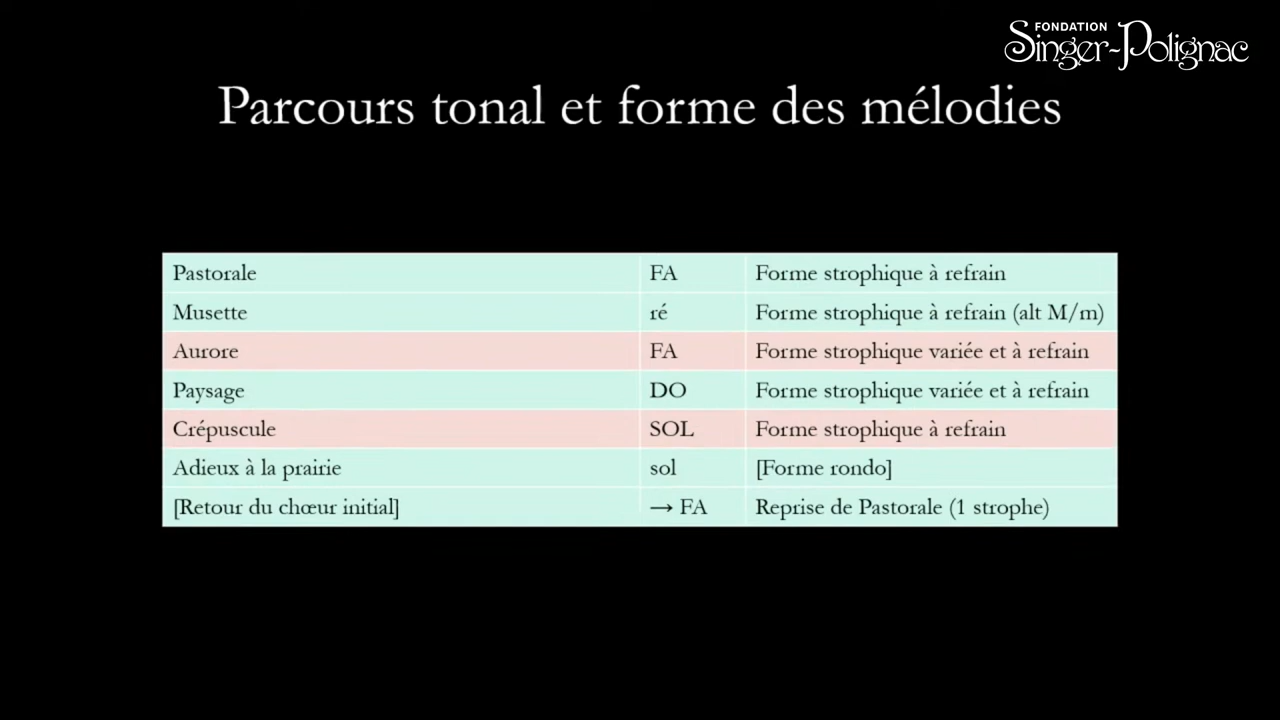 FONDATION
Singer-Polignac
Parcours tonal et forme des mélodies
Pastorale FA Forme strophique à refrain
Musette ré Forme strophique à refrain (alt M/m)
Aurore FA Forme strophique variée et à refrain
Paysage DO Forme strophique variée et à refrain
Crépuscule SOL Forme strophique à refrain
Adieux à la prairie sol [Forme rondo]
[Retour du chœur initial] → FA Reprise de Pastorale (1 strophe)